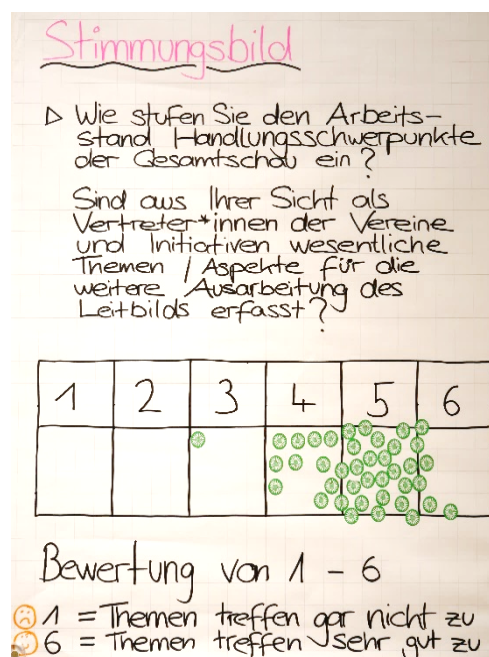 Stimmungsbild
▷ Wie stufen Sie den Arbeits-
stand Handlungsschwerpunkte
der Gesamtschau ein?
Sind aus Ihrer Sicht als
Vertreter*innen der Vereine
und Initiativen wesentliche
Themen / Aspekte für die
weitere Ausarbeitung des
Leitbilds erfasst?
1 2 3 4 5 6
Bewertung von 1 - 6
1 = Themen treffen gar nicht zu
6 = Themen treffen sehr gut zu